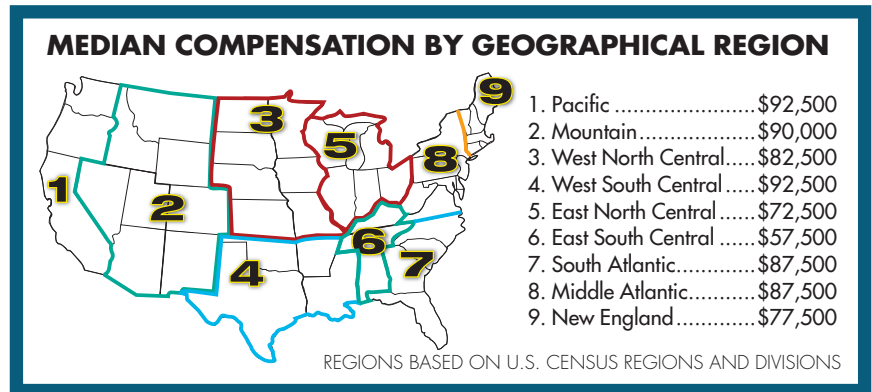 MEDIAN COMPENSATION BY GEOGRAPHICAL REGION
1
2
3
4
5
6
7
8
9
1. Pacific ......................$92,500
2. Mountain..................$90,000
3. West North Central.....$82,500
4. West South Central.....$92,500
5. East North Central ......$72,500
6. East South Central ......$57,500
7. South Atlantic............$87,500
8. Middle Atlantic...........$87,500
9. New England.............$77,500
REGIONS BASED ON U.S. CENSUS REGIONS AND DIVISIONS